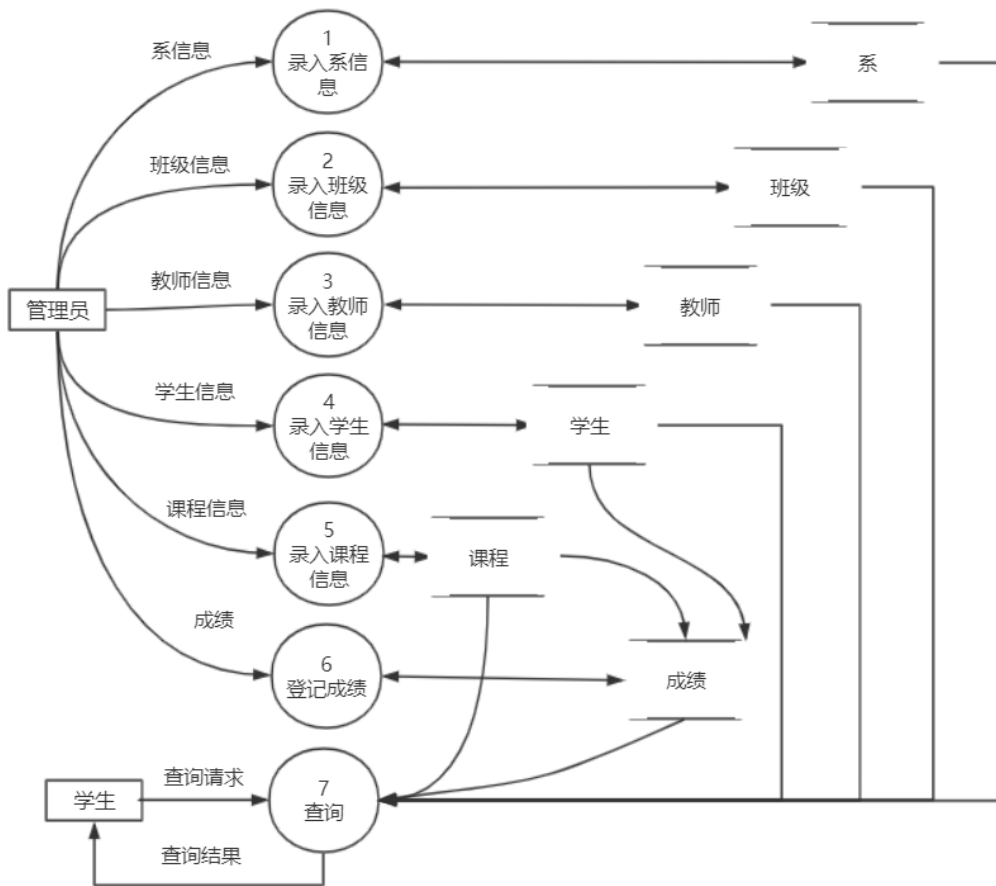 系信息
1
录入系信
息
系
班级信息
2
录入班级
信息
班级
教师信息
3
录入教师
信息
教师
管理员
学生信息
4
录入学生
信息
学生
课程信息
5
录入课程
信息
课程
成绩
6
登记成绩
成绩
查询请求
学生
7
查询
查询结果